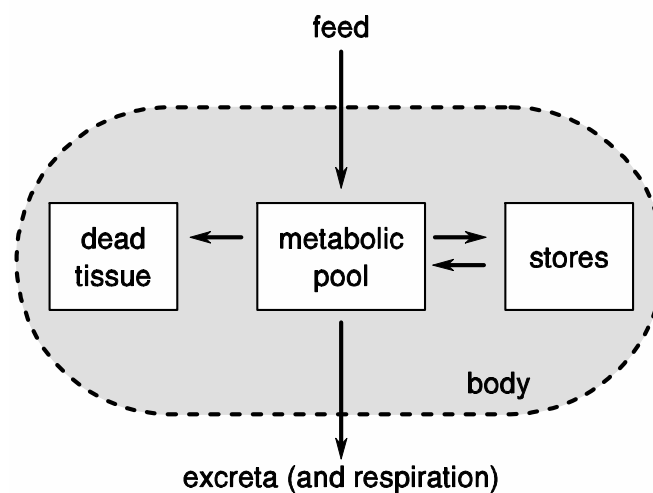 feed
dead
tissue
metabolic
pool
stores
body
excreta (and respiration)